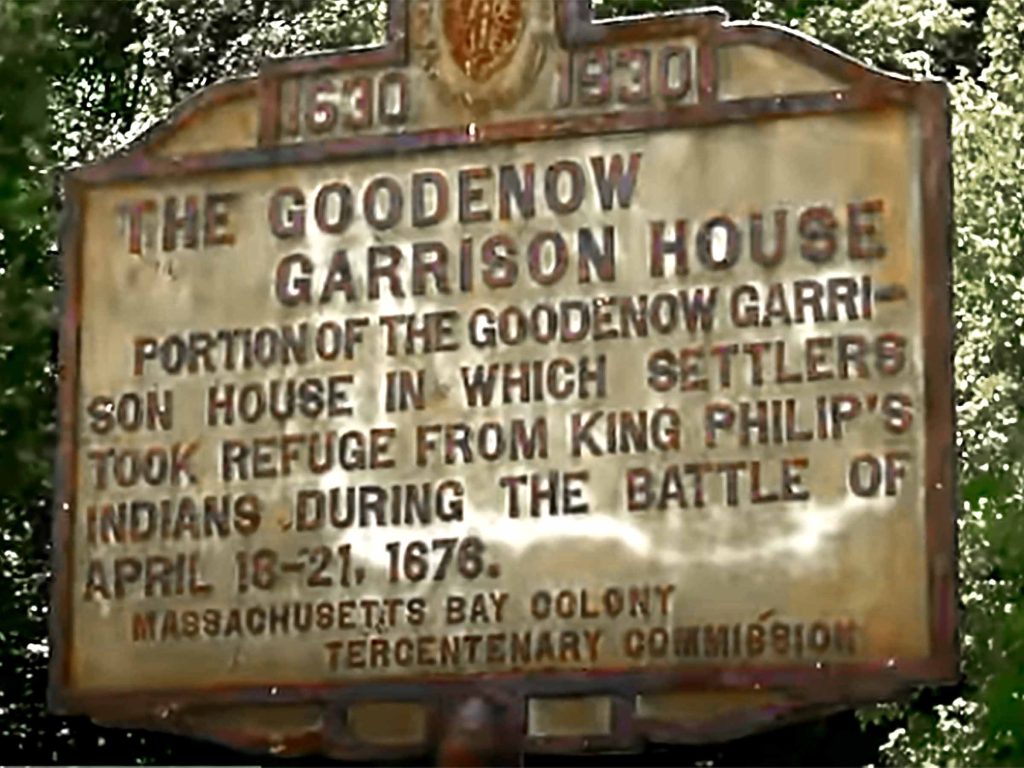 1630 1930
THE GOODENOW
GARRISON HOUSE
PORTION OF THE GOODENOW GARRI-
SON HOUSE IN WHICH SETTLERS
TOOK REFUGE FROM KING PHILIP'S
INDIANS DURING THE BATTLE OF
APRIL 18-21, 1676.
MASSACHUSETTS BAY COLONY
TERCENTENARY COMMISSION